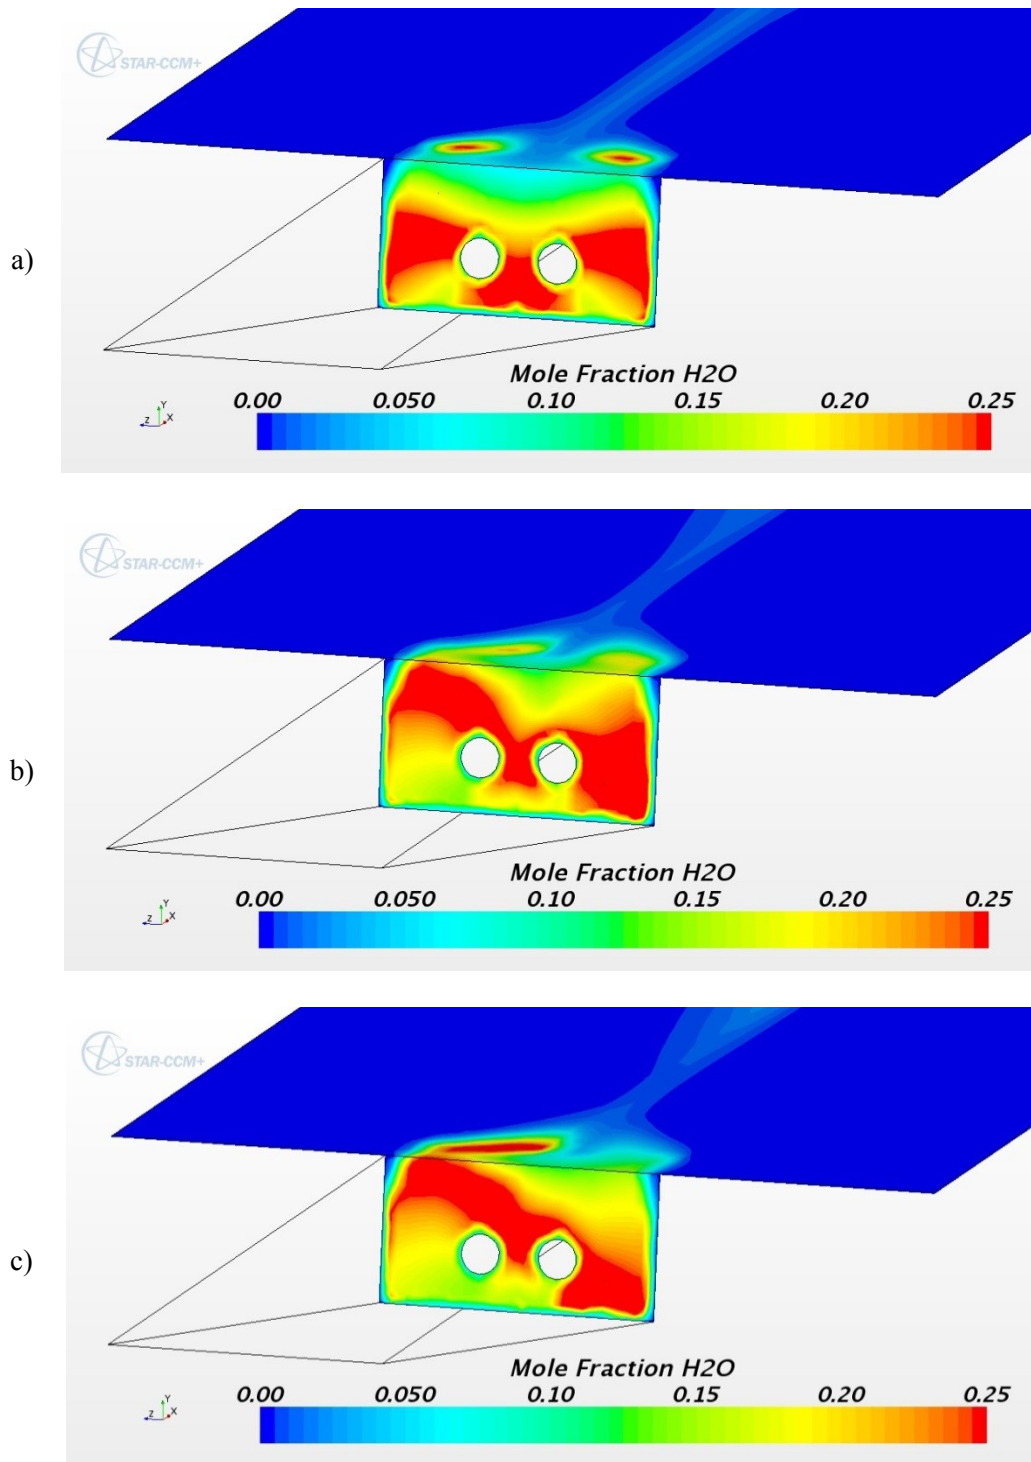 STAR-CCM+
a)
Mole Fraction H2O
0.00 0.050 0.10 0.15 0.20 0.25
Y
Z X
STAR-CCM+
b)
Mole Fraction H2O
0.00 0.050 0.10 0.15 0.20 0.25
Y
Z X
STAR-CCM+
c)
Mole Fraction H2O
0.00 0.050 0.10 0.15 0.20 0.25
Y
Z X